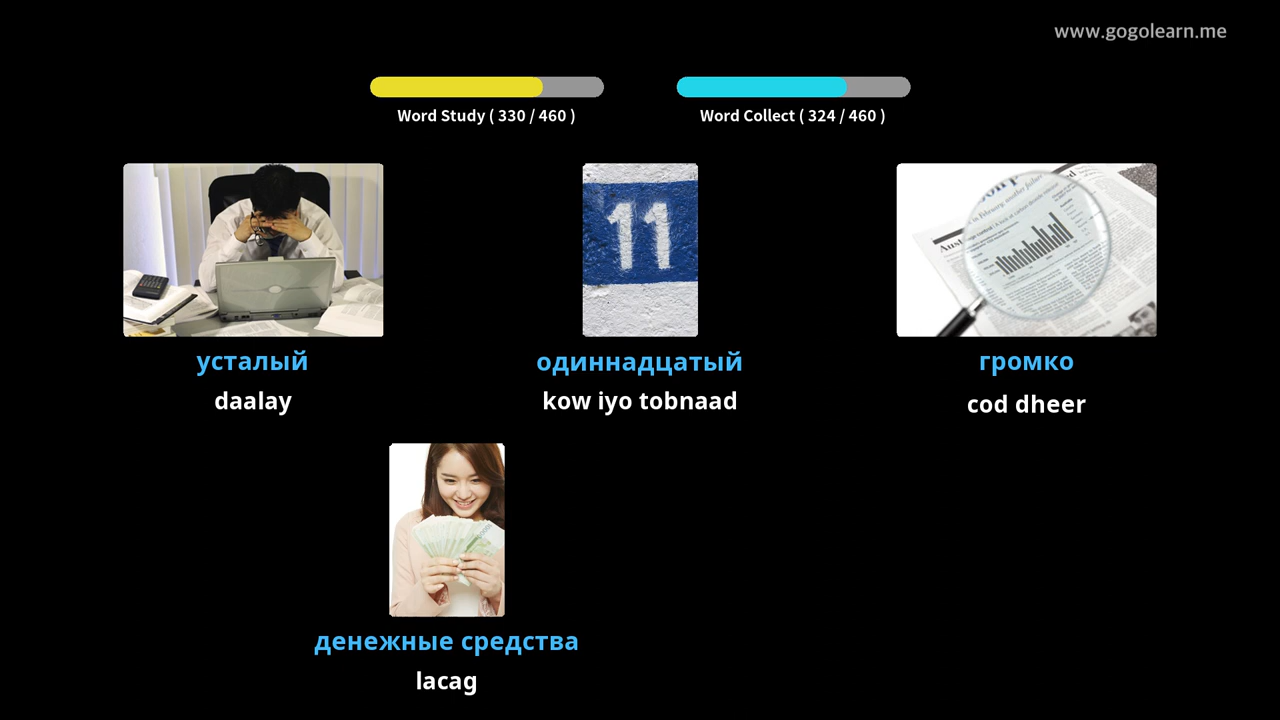 www.gogolearn.me
Word Study ( 330 / 460 )
Word Collect ( 324 / 460 )
11
усталый
одиннадцатый
громко
daalay
kow iyo tobnaad
cod dheer
денежные средства
lacag